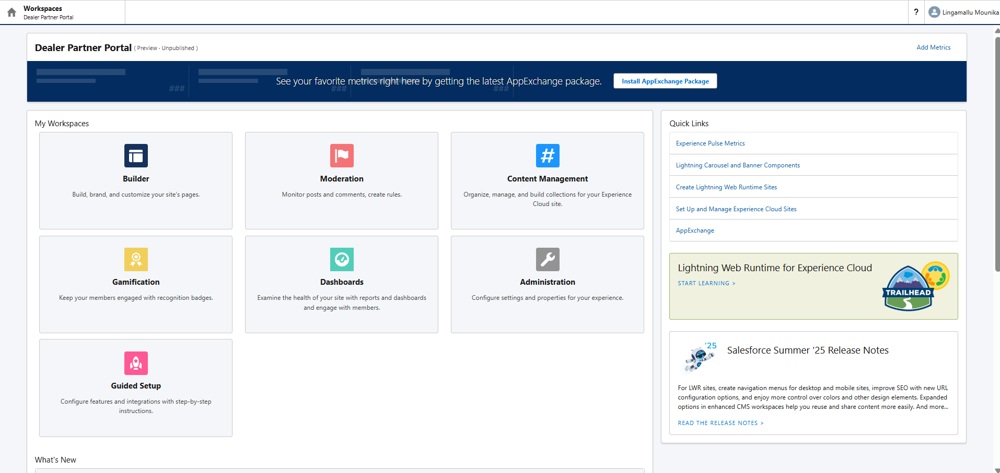 Workspaces
Dealer Partner Portal
?
Lingamallu Mounika
Dealer Partner Portal ( Preview · Unpublished )
Add Metrics
###
###
###
See your favorite metrics right here by getting the latest AppExchange package.
Install AppExchange Package
My Workspaces
Builder
Build, brand, and customize your site's pages.
Moderation
Monitor posts and comments, create rules.
#
Content Management
Organize, manage, and build collections for your Experience
Cloud site.
Gamification
Keep your members engaged with recognition badges.
Dashboards
Examine the health of your site with reports and dashboards
and engage with members.
Administration
Configure settings and properties for your experience.
Guided Setup
Configure features and integrations with step-by-step
instructions.
What's New
Quick Links
Experience Pulse Metrics
Lightning Carousel and Banner Components
Create Lightning Web Runtime Sites
Set Up and Manage Experience Cloud Sites
AppExchange
Lightning Web Runtime for Experience Cloud
START LEARNING >
TRAILHEAD
'25
Salesforce Summer '25 Release Notes
For LWR sites, create navigation menus for desktop and mobile sites, improve SEO with new URL
configuration options, and enjoy more control over colors and other design elements. Expanded
options in enhanced CMS workspaces help you reuse and share content more easily. And more...
READ THE RELEASE NOTES >